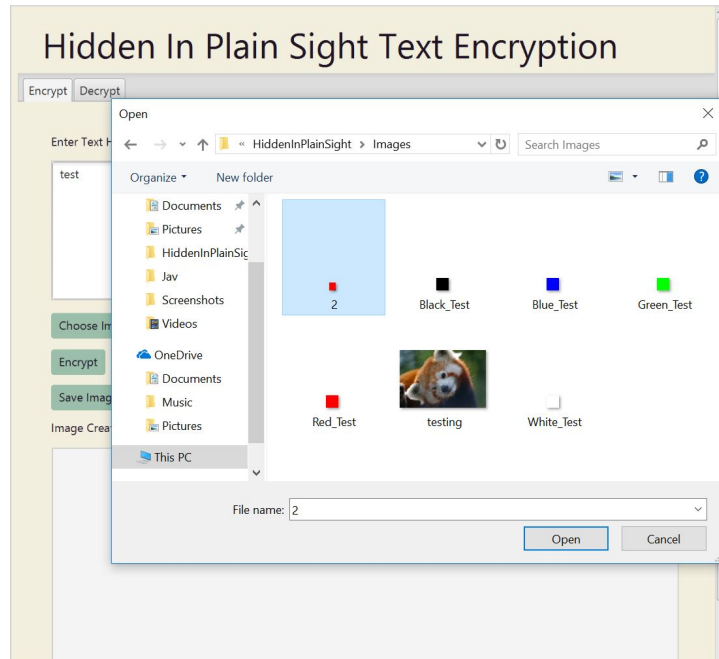 Hidden In Plain Sight Text Encryption
Encrypt Decrypt
Open
Enter Text H
HiddenInPlainSight > Images
Search Images
test
Organize
New folder
Documents
Pictures
HiddenInPlainSig
Jav
Screenshots
Videos
OneDrive
Documents
Music
Pictures
This PC
2
Black_Test
Blue_Test
Green_Test
Red_Test
testing
White_Test
Choose Im
Encrypt
Save Imag
Image Crea
File name: 2
Open
Cancel